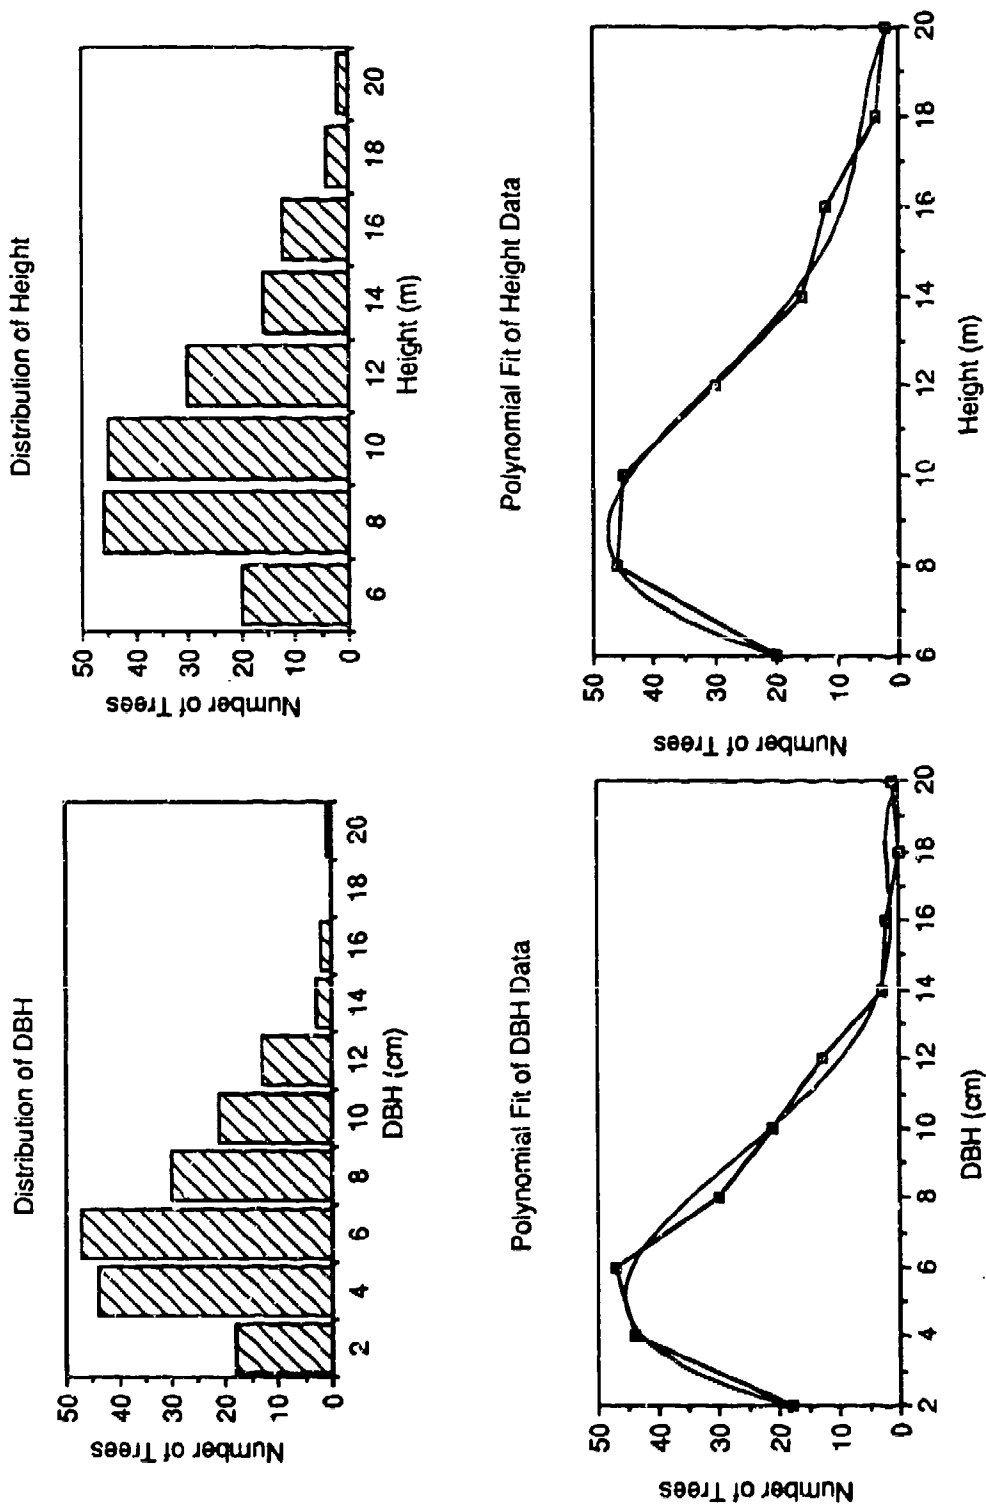 Distribution of DBH
50
40
30
20
10
0
Number of Trees
2 4 6 8 10 12 14 16 18 20
DBH (cm)
Distribution of Height
50
40
30
20
10
0
Number of Trees
6 8 10 12 14 16 18 20
Height (m)
Polynomial Fit of DBH Data
50
40
30
20
10
0
Number of Trees
2 4 6 8 10 12 14 16 18 20
DBH (cm)
Polynomial Fit of Height Data
50
40
30
20
10
0
Number of Trees
6 8 10 12 14 16 18 20
Height (m)